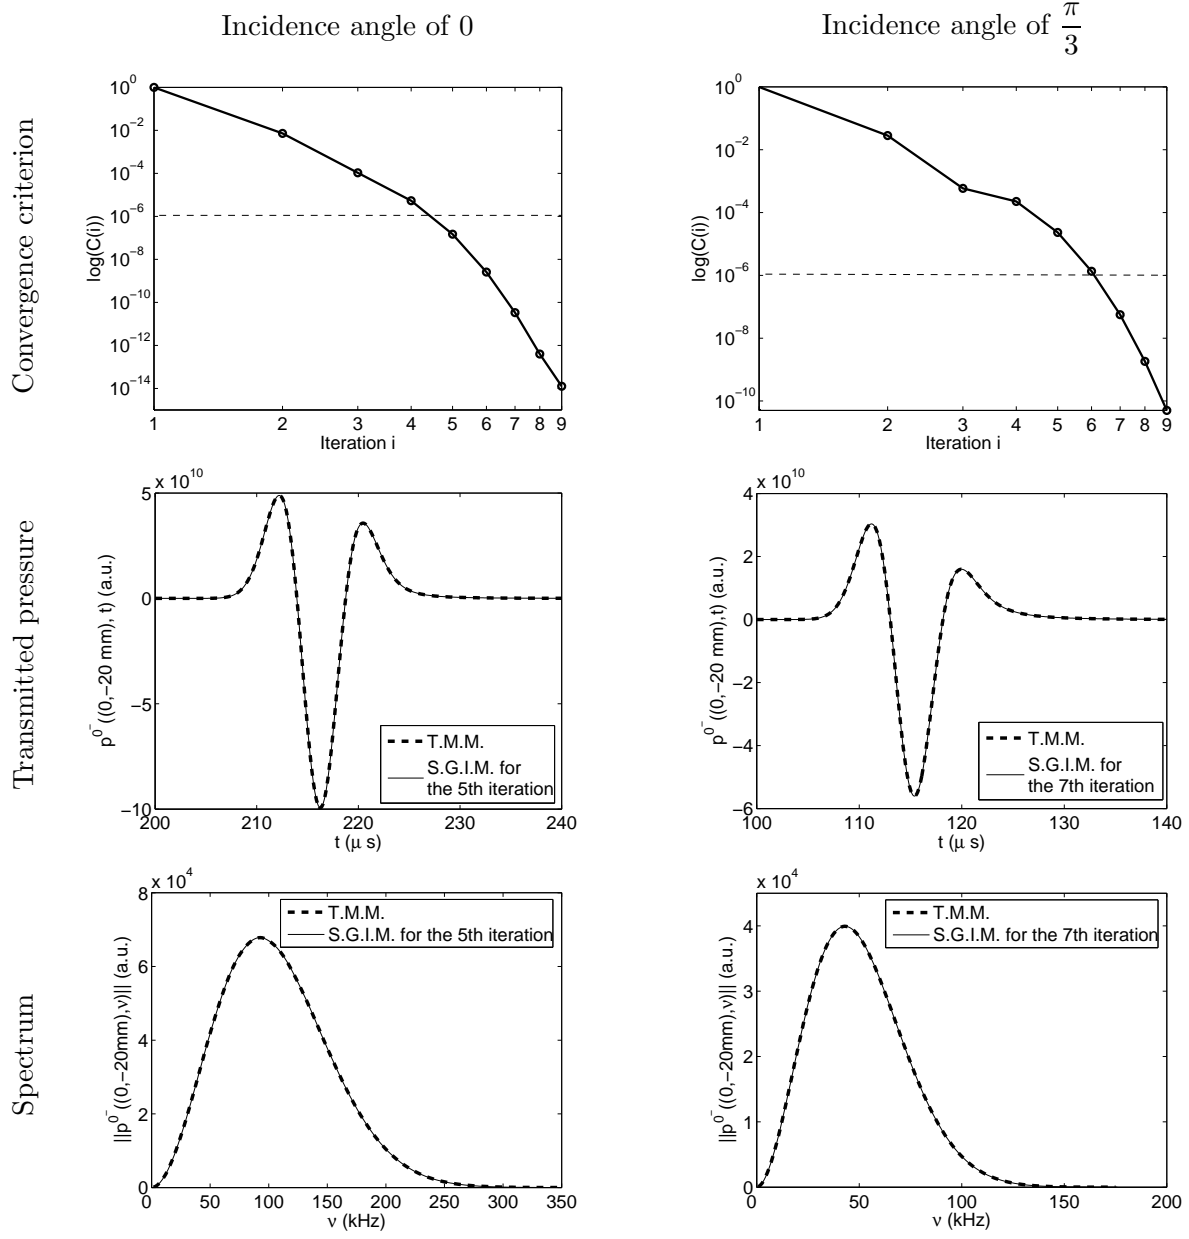 Incidence angle of 0
Incidence angle of π/3
Convergence criterion
log(C(i))
10^0
10^-2
10^-4
10^-6
10^-8
10^-10
10^-12
10^-14
1 2 3 4 5 6 7 8 9
Iteration i
log(C(i))
10^0
10^-2
10^-4
10^-6
10^-8
10^-10
1 2 3 4 5 6 7 8 9
Iteration i
Transmitted pressure
p^0^- ((0,−20 mm), t) (a.u.)
x 10^10
5
0
−5
−10
200 210 220 230 240
t (μ s)
T.M.M.
S.G.I.M. for
the 5th iteration
p^0^- ((0,−20 mm),t) (a.u.)
x 10^10
4
2
0
−2
−4
−6
100 110 120 130 140
t (μ s)
T.M.M.
S.G.I.M. for
the 7th iteration
Spectrum
||p^0^- ((0,−20mm),ν)|| (a.u.)
x 10^4
8
6
4
2
0
0 50 100 150 200 250 300 350
ν (kHz)
T.M.M.
S.G.I.M. for the 5th iteration
||p^0^- ((0,−20mm),ν)|| (a.u.)
x 10^4
5
4
3
2
1
0
0 50 100 150 200
ν (kHz)
T.M.M.
S.G.I.M. for the 7th iteration